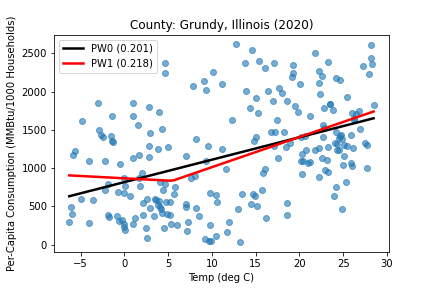 County: Grundy, Illinois (2020)
PW0 (0.201)
PW1 (0.218)
Per-Capita Consumption (MMBtu/1000 Households)
2500
2000
1500
1000
500
0
−5
0
5
10
15
20
25
30
Temp (deg C)